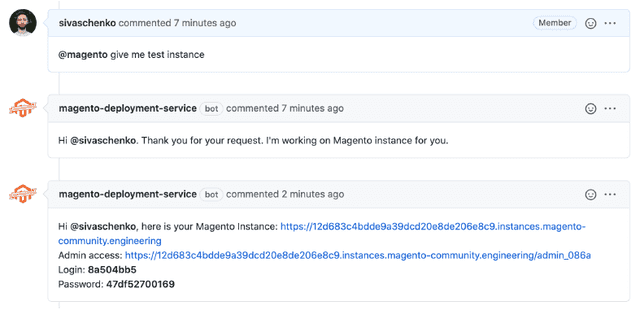 sivaschenko commented 7 minutes ago Member
@magento give me test instance
magento-deployment-service bot commented 7 minutes ago
Hi @sivaschenko. Thank you for your request. I'm working on Magento instance for you.
magento-deployment-service bot commented 2 minutes ago
Hi @sivaschenko, here is your Magento Instance: https://12d683c4bdde9a39dcd20e8de206e8c9.instances.magento-
community.engineering
Admin access: https://12d683c4bdde9a39dcd20e8de206e8c9.instances.magento-community.engineering/admin_086a
Login: 8a504bb5
Password: 47df52700169